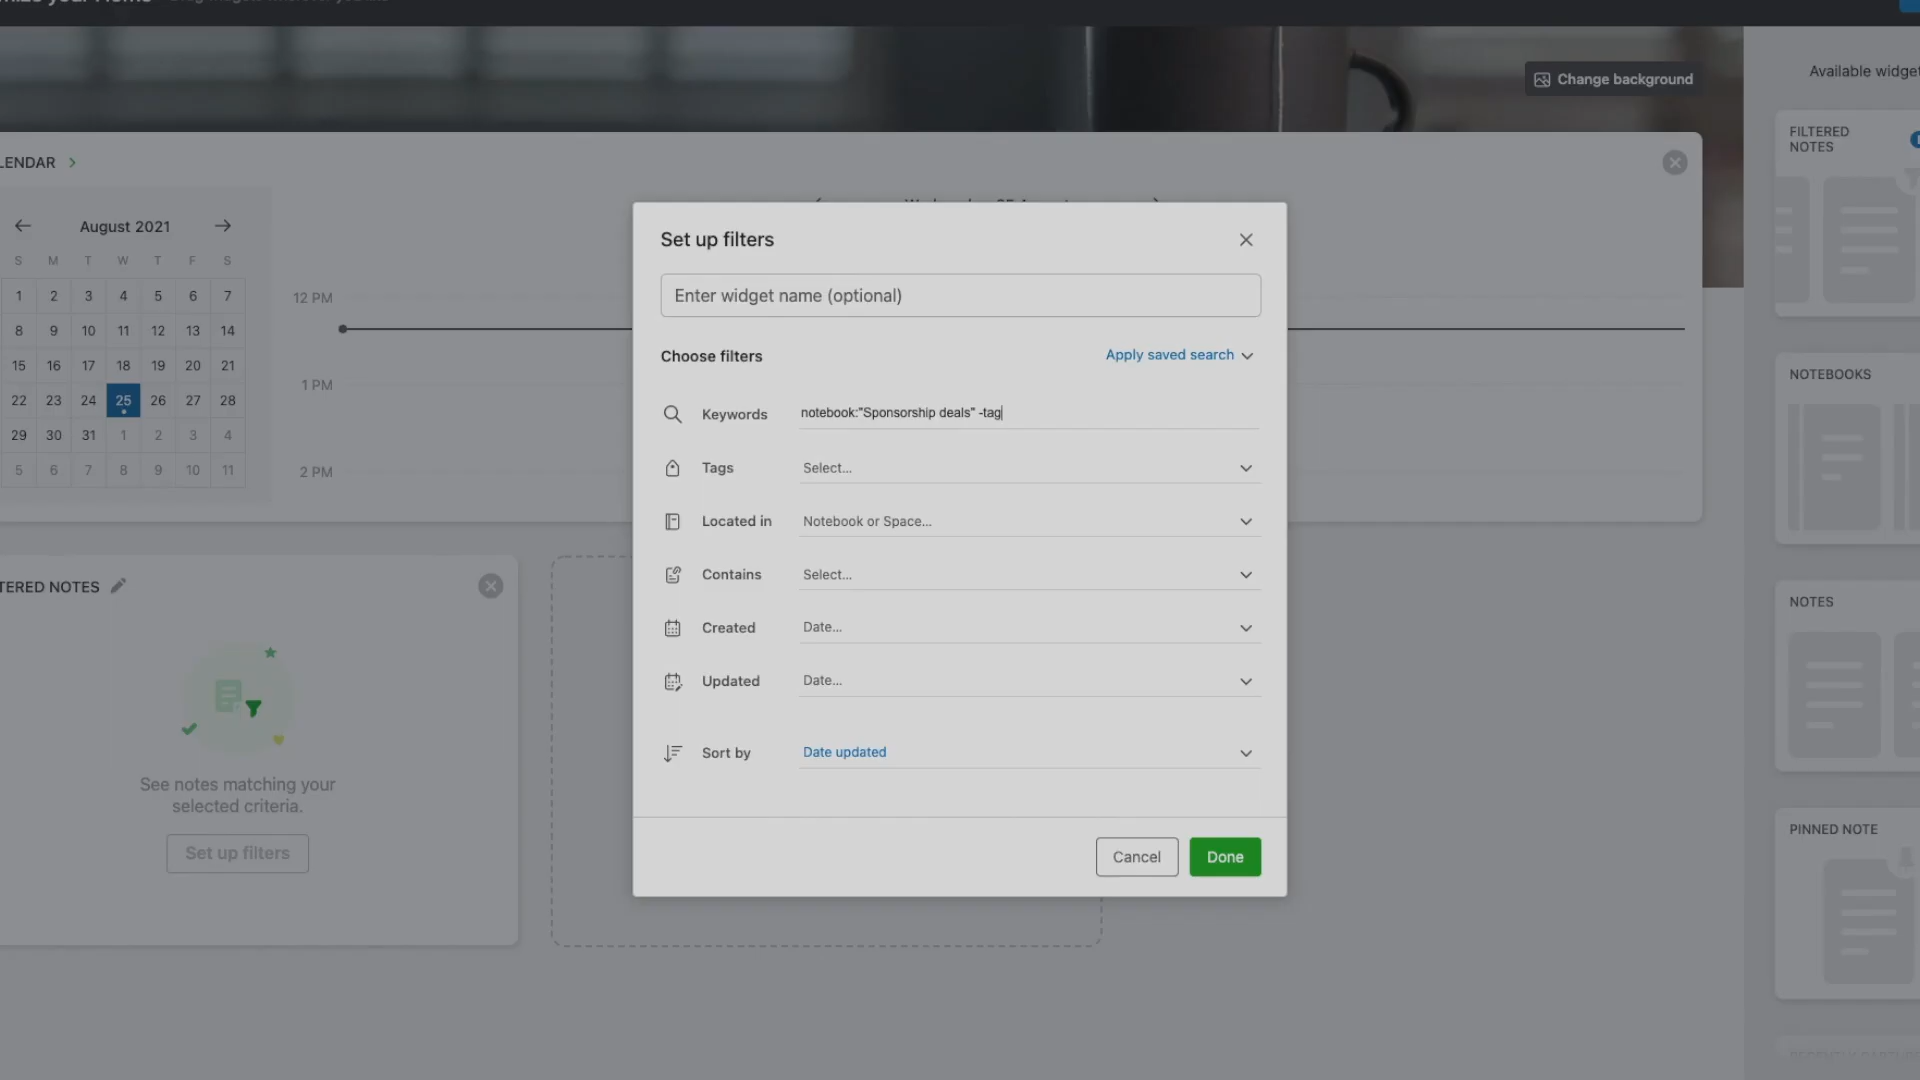 Change background
Available widget
LENDAR
August 2021
S M T W T F S
1 2 3 4 5 6 7
8 9 10 11 12 13 14
15 16 17 18 19 20 21
22 23 24 25 26 27 28
29 30 31 1 2 3 4
5 6 7 8 9 10 11
12 PM
1 PM
2 PM
Set up filters
Enter widget name (optional)
Choose filters
Apply saved search
Keywords
notebook:"Sponsorship deals" -tag
Tags
Select...
Located in
Notebook or Space...
Contains
Select...
Created
Date...
Updated
Date...
Sort by
Date updated
Cancel
Done
TERED NOTES
See notes matching your
selected criteria.
Set up filters
FILTERED
NOTES
NOTEBOOKS
NOTES
PINNED NOTE